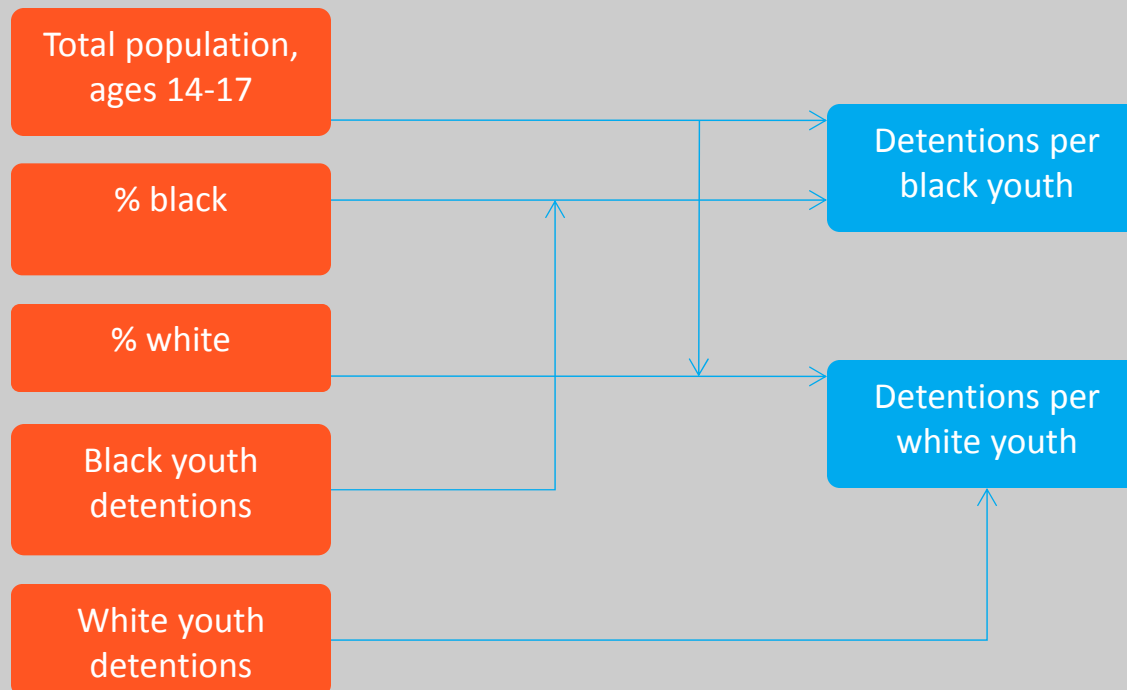 Total population,
ages 14-17
% black
% white
Black youth
detentions
White youth
detentions
Detentions per
black youth
Detentions per
white youth